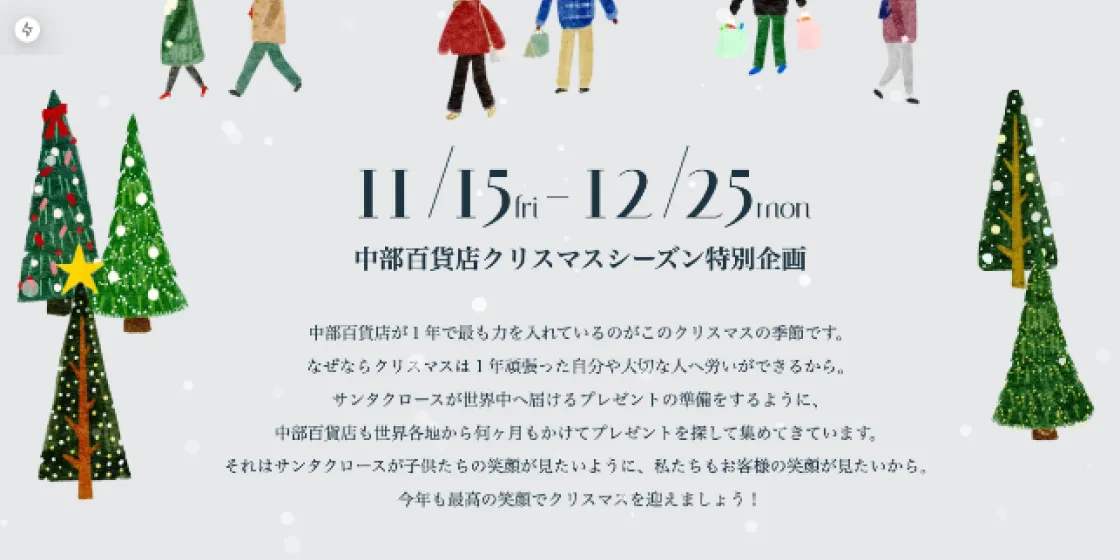 11/15fri–12/25mon
中部百貨店クリスマスシーズン特別企画
中部百貨店が１年で最も力を入れているのがこのクリスマスの季節です。
なぜならクリスマスは１年頑張った自分や大切な人へ労いができるから。
サンタクロースが世界中へ届けるプレゼントの準備をするように、
中部百貨店も世界各地から何ヶ月もかけてプレゼントを探して集めてきています。
それはサンタクロースが子供たちの笑顔が見たいように、私たちもお客様の笑顔が見たいから。
今年も最高の笑顔でクリスマスを迎えましょう！